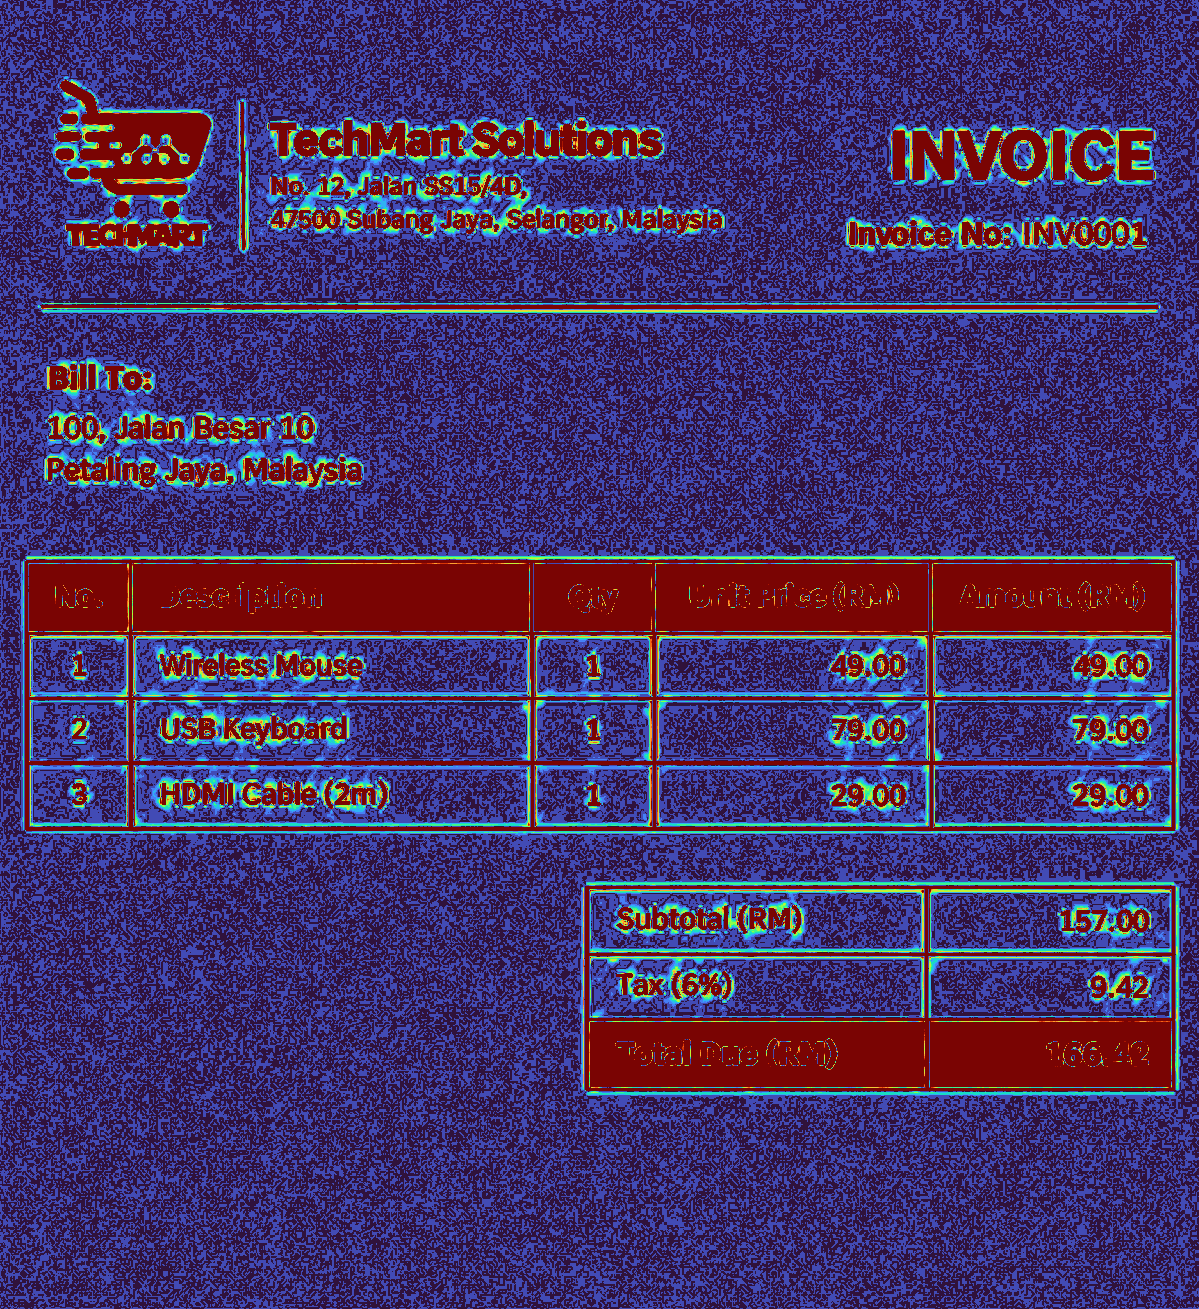 TECHMART
TechMart Solutions
No. 12, Jalan SS15/4D,
47500 Subang Jaya, Selangor, Malaysia
INVOICE
Invoice No: INV0001
Bill To:
100, Jalan Besar 10
Petaling Jaya, Malaysia
No. Description Qty Unit Price (RM) Amount (RM)
1 Wireless Mouse 1 49.00 49.00
2 USB Keyboard 1 79.00 79.00
3 HDMI Cable (2m) 1 29.00 29.00
Subtotal (RM) 157.00
Tax (6%) 9.42
Total Due (RM) 166.42